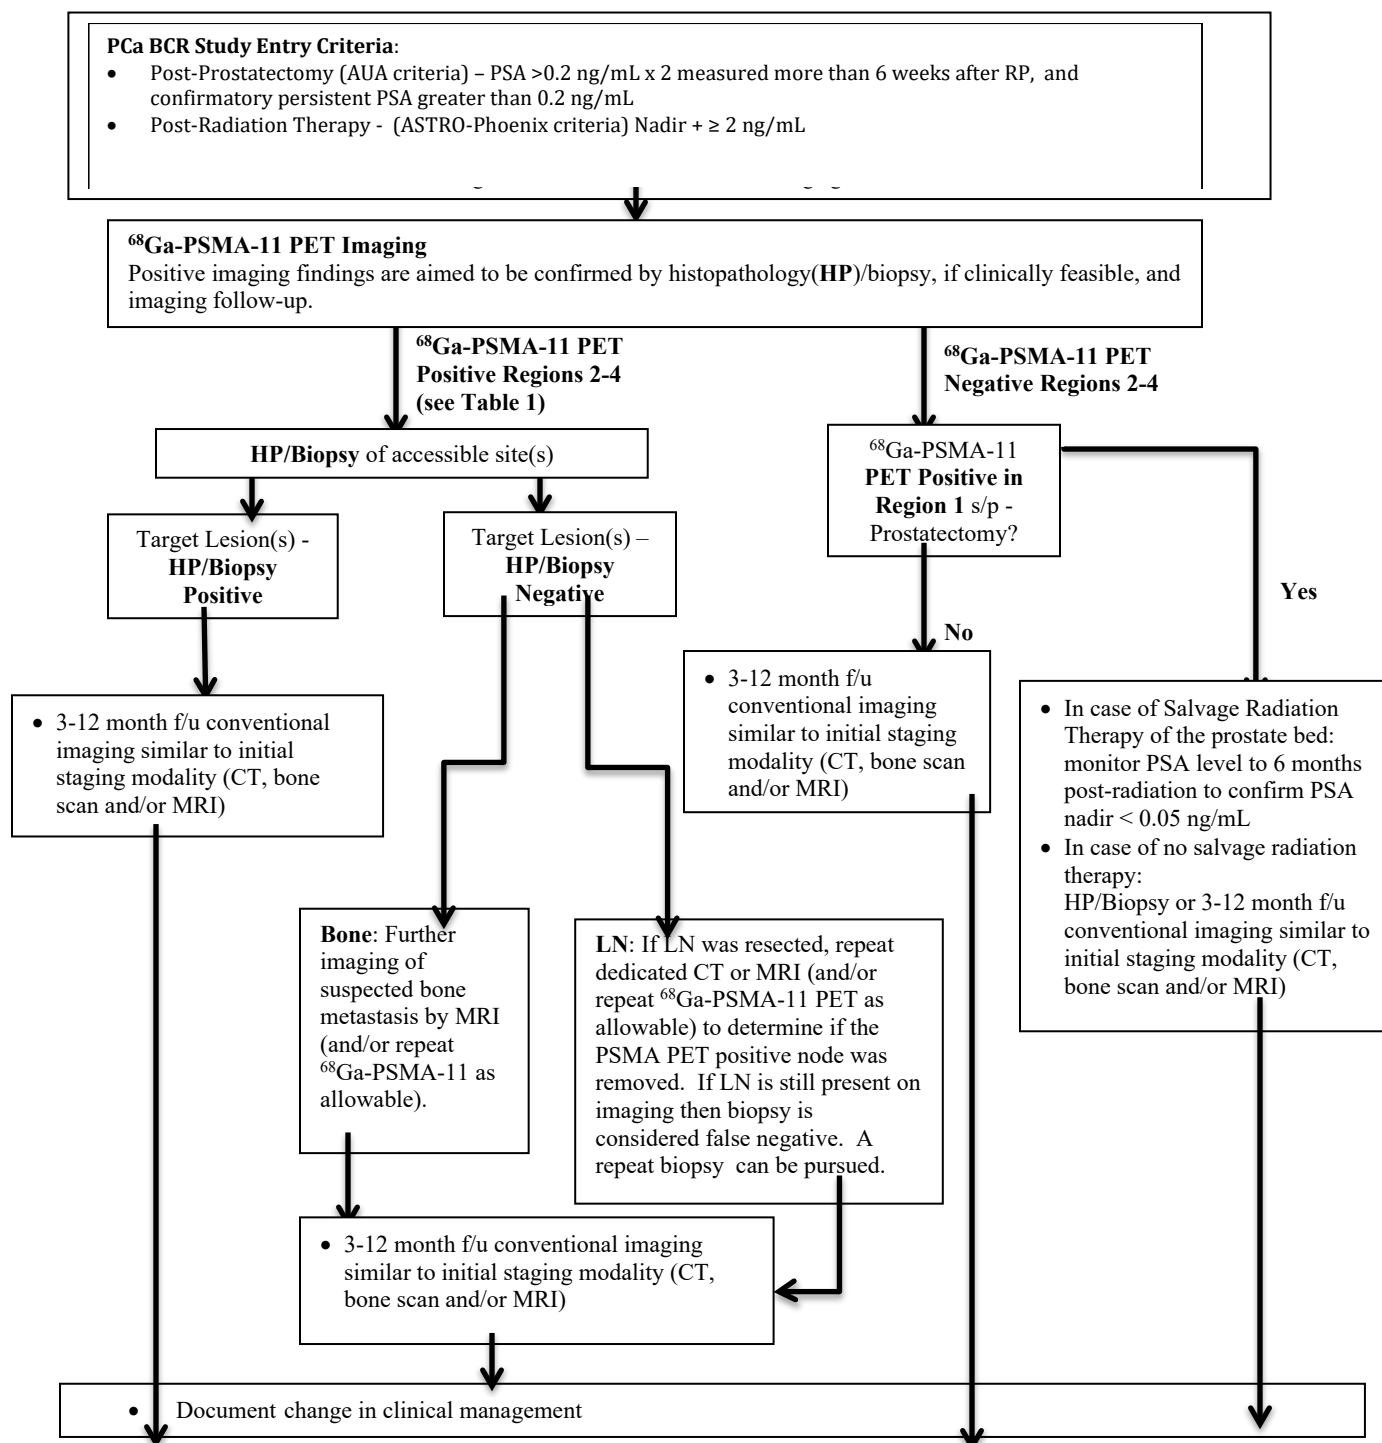 PCa BCR Study Entry Criteria:
• Post-Prostatectomy (AUA criteria) – PSA >0.2 ng/mL x 2 measured more than 6 weeks after RP, and
confirmatory persistent PSA greater than 0.2 ng/mL
• Post-Radiation Therapy - (ASTRO-Phoenix criteria) Nadir + ≥ 2 ng/mL
⁶⁸Ga-PSMA-11 PET Imaging
Positive imaging findings are aimed to be confirmed by histopathology(HP)/biopsy, if clinically feasible, and
imaging follow-up.
⁶⁸Ga-PSMA-11 PET
Positive Regions 2-4
(see Table 1)
⁶⁸Ga-PSMA-11 PET
Negative Regions 2-4
HP/Biopsy of accessible site(s)
⁶⁸Ga-PSMA-11
PET Positive in
Region 1 s/p -
Prostatectomy?
Target Lesion(s) -
HP/Biopsy
Positive
Target Lesion(s) –
HP/Biopsy
Negative
Yes
No
• 3-12 month f/u conventional
imaging similar to initial
staging modality (CT, bone
scan and/or MRI)
• 3-12 month f/u
conventional imaging
similar to initial staging
modality (CT, bone scan
and/or MRI)
• In case of Salvage Radiation
Therapy of the prostate bed:
monitor PSA level to 6 months
post-radiation to confirm PSA
nadir < 0.05 ng/mL
• In case of no salvage radiation
therapy:
HP/Biopsy or 3-12 month f/u
conventional imaging similar to
initial staging modality (CT,
bone scan and/or MRI)
Bone: Further
imaging of
suspected bone
metastasis by MRI
(and/or repeat
⁶⁸Ga-PSMA-11 as
allowable).
LN: If LN was resected, repeat
dedicated CT or MRI (and/or
repeat ⁶⁸Ga-PSMA-11 PET as
allowable) to determine if the
PSMA PET positive node was
removed. If LN is still present on
imaging then biopsy is
considered false negative. A
repeat biopsy can be pursued.
• 3-12 month f/u conventional imaging
similar to initial staging modality (CT,
bone scan and/or MRI)
• Document change in clinical management